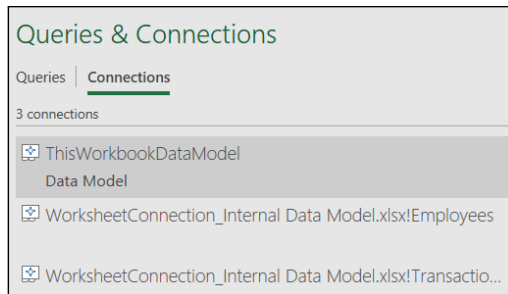 Queries & Connections
Queries | Connections
3 connections
ThisWorkbookDataModel
Data Model
WorksheetConnection_Internal Data Model.xlsx!Employees
WorksheetConnection_Internal Data Model.xlsx!Transactio...